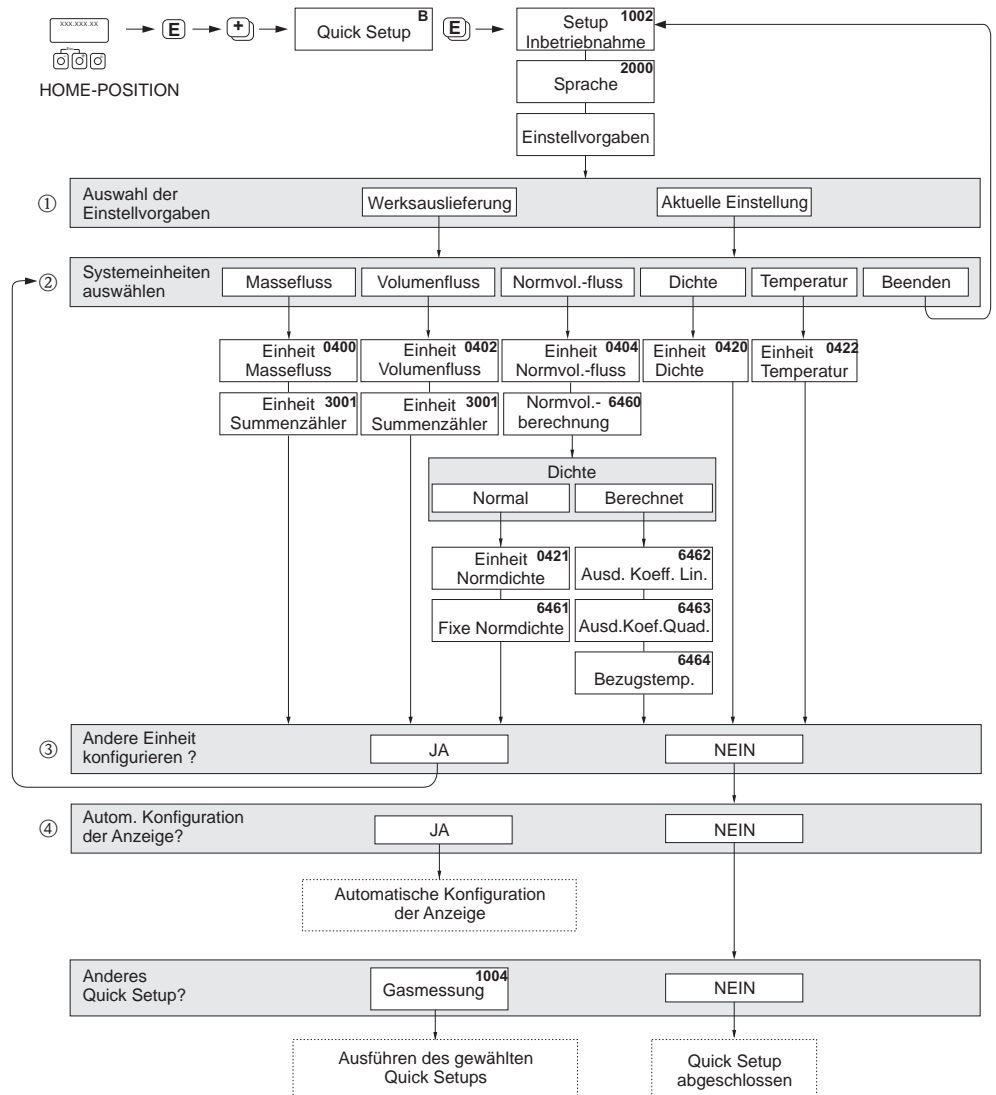 xxx.xxx.xx
E
+
B
Quick Setup
E
1002
Setup
Inbetriebnahme
HOME-POSITION
2000
Sprache
Einstellvorgaben
①
Auswahl der
Einstellvorgaben
Werksauslieferung
Aktuelle Einstellung
②
Systemeinheiten
auswählen
Massefluss
Volumenfluss
Normvol.-fluss
Dichte
Temperatur
Beenden
Einheit 0400
Massefluss
Einheit 0402
Volumenfluss
Einheit 0404
Normvol.-fluss
Einheit 0420
Dichte
Einheit 0422
Temperatur
Einheit 3001
Summenzähler
Einheit 3001
Summenzähler
Normvol.- 6460
berechnung
Dichte
Normal
Berechnet
Einheit 0421
Normdichte
6462
Ausd. Koeff. Lin.
6461
Fixe Normdichte
6463
Ausd.Koef.Quad.
6464
Bezugstemp.
③
Andere Einheit
konfigurieren ?
JA
NEIN
④
Autom. Konfiguration
der Anzeige?
JA
NEIN
Automatische Konfiguration
der Anzeige
Anderes
Quick Setup?
1004
Gasmessung
NEIN
Ausführen des gewählten
Quick Setups
Quick Setup
abgeschlossen